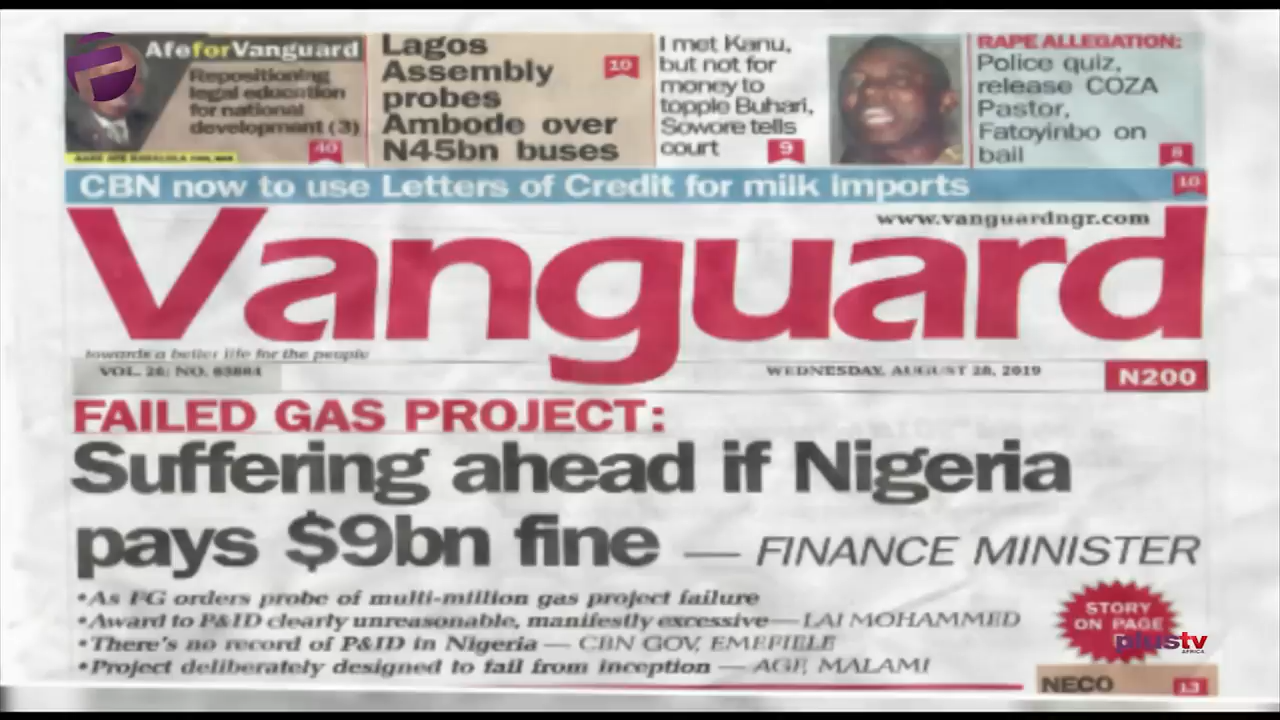 AfeforVanguard
Repositioning
legal education
for national
development (3)
40
Lagos
Assembly
probes
Ambode over
N45bn buses
10
I met Kanu,
but not for
money to
topple Buhari,
Sowore tells
court
9
RAPE ALLEGATION:
Police quiz,
release COZA
Pastor,
Fatoyinbo on
bail
8
CBN now to use Letters of Credit for milk imports
10
www.vanguardngr.com
Vanguard
towards a better life for the people
VOL. 26: NO.
WEDNESDAY, AUGUST 28, 2019
N200
FAILED GAS PROJECT:
Suffering ahead if Nigeria
pays $9bn fine — FINANCE MINISTER
•As FG orders probe of multi-million gas project failure
•Award to P&ID clearly unreasonable, manifestly excessive— LAI MOHAMMED
•There's no record of P&ID in Nigeria — CBN GOV, EMEFIELE
•Project deliberately designed to fail from inception — AGF, MALAMI
STORY
ON PAGE
plustv
AFRICA
NECO
13